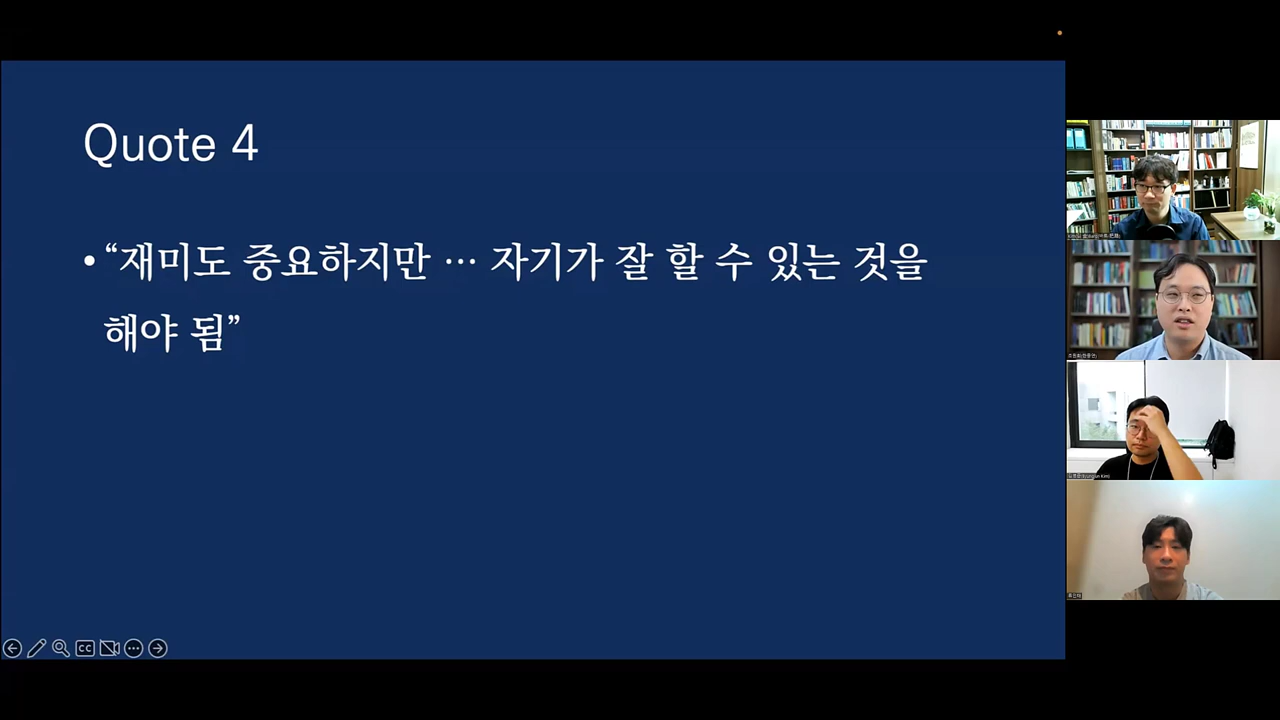 Quote 4
• “재미도 중요하지만 … 자기가 잘 할 수 있는 것을
해야 됨”
CC